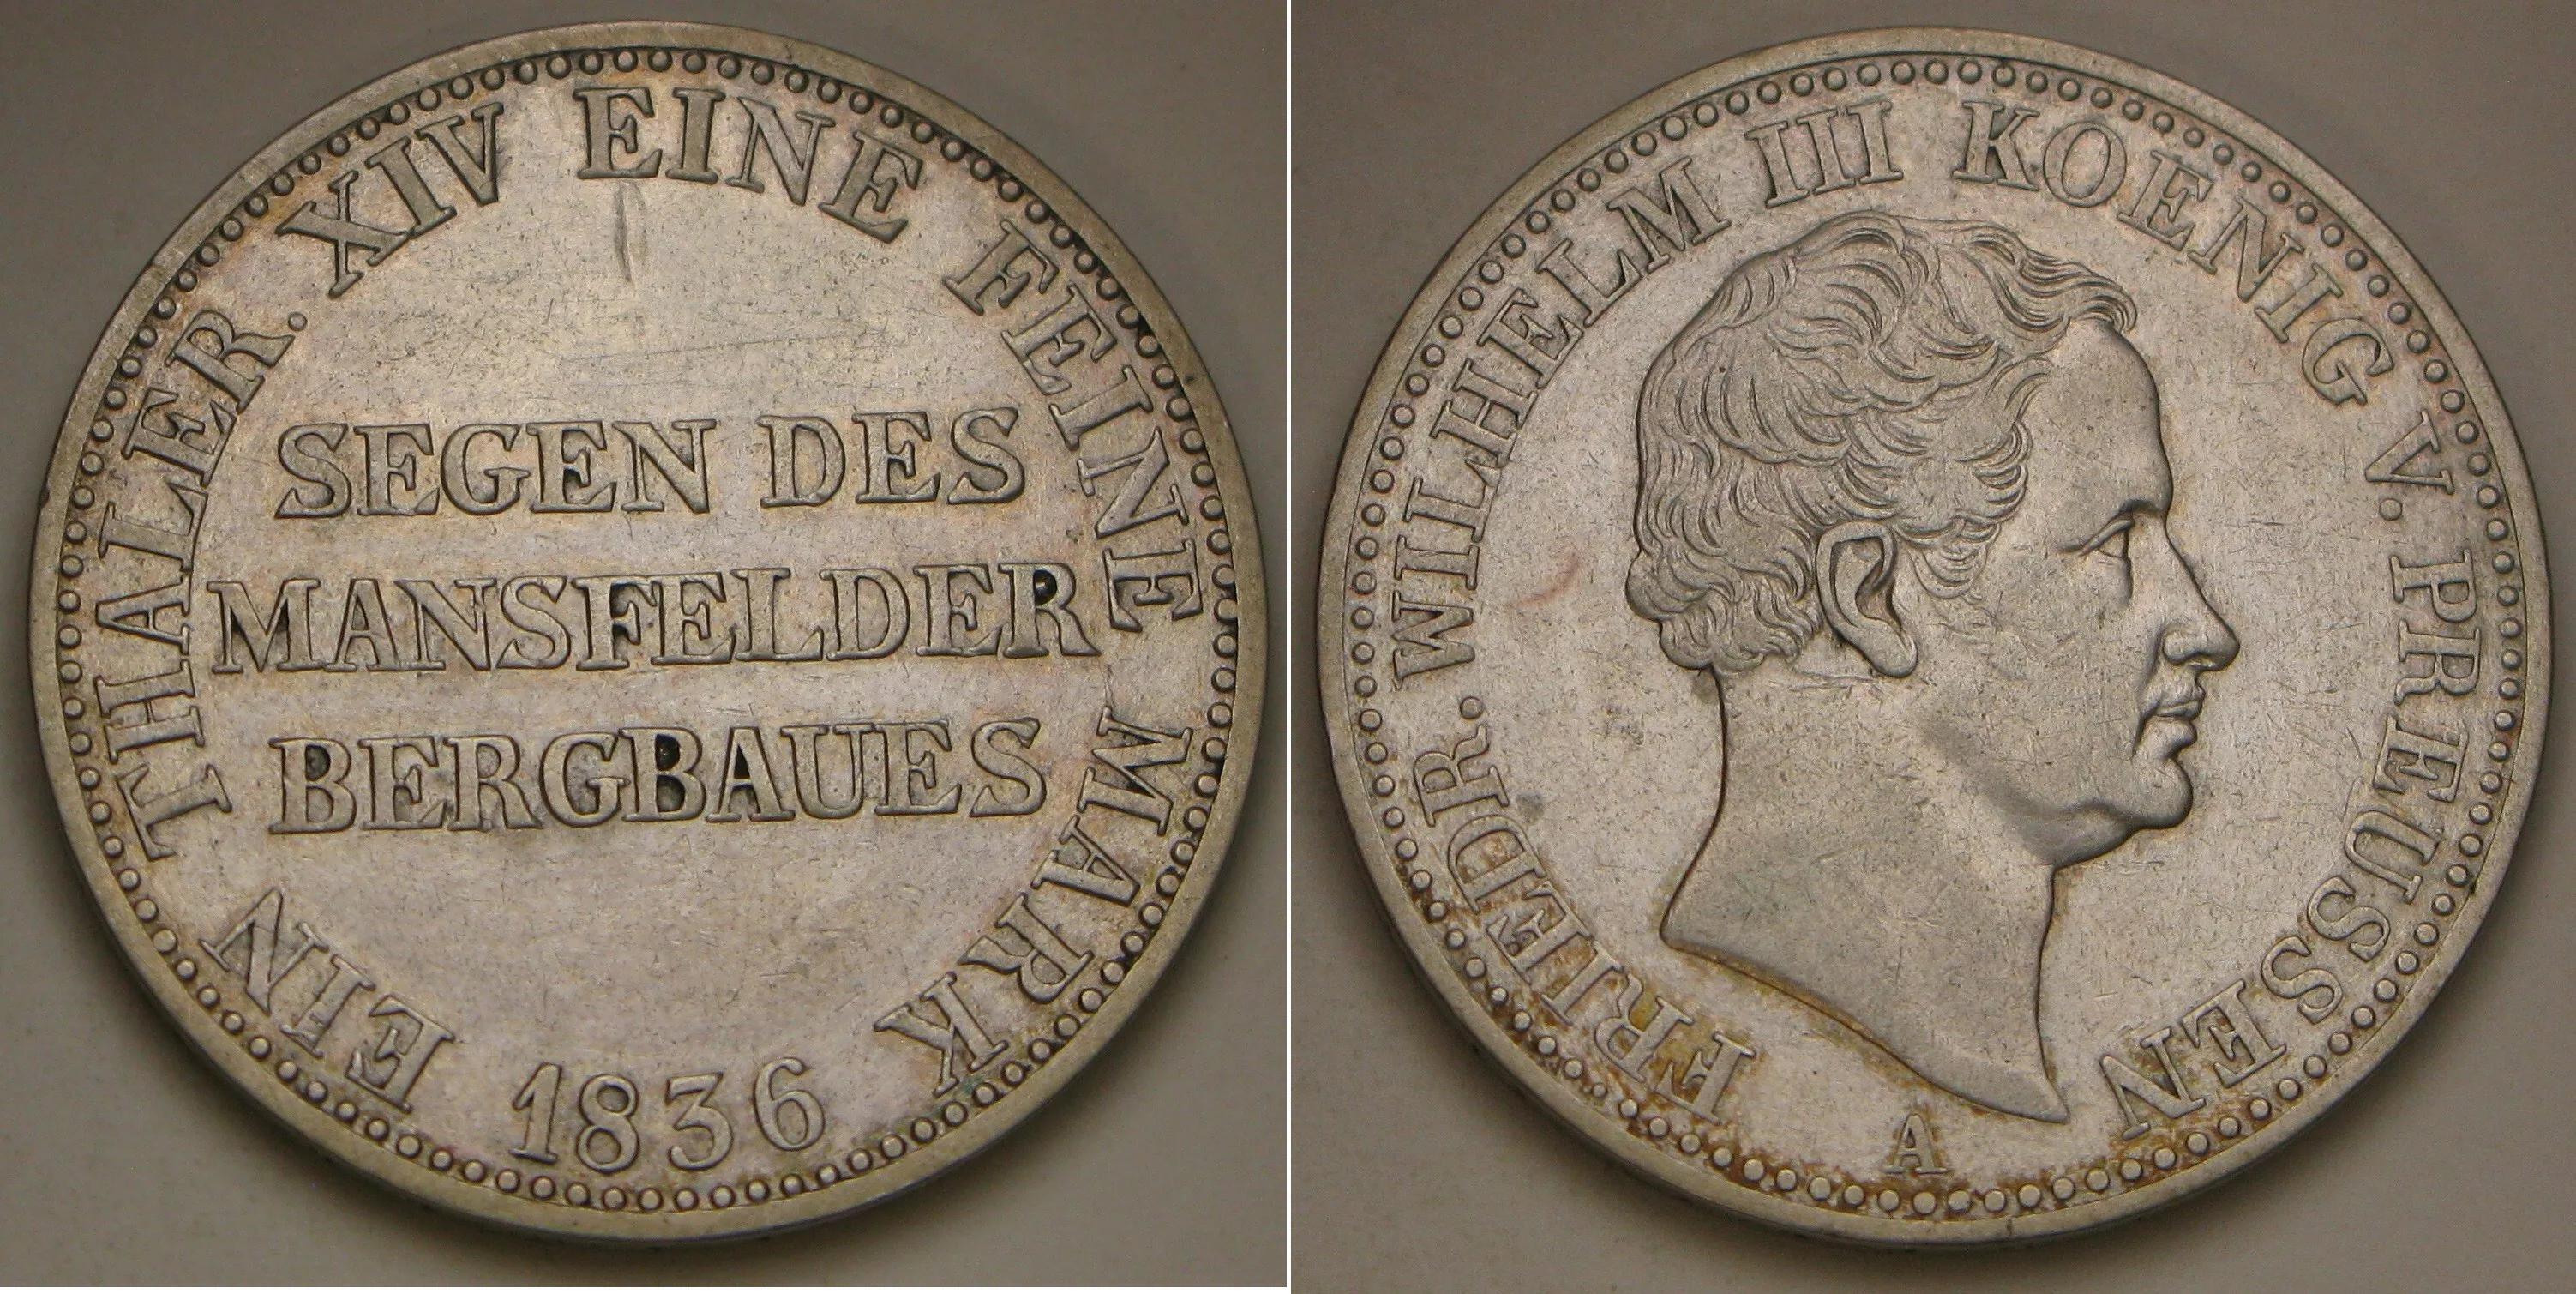 EIN THALER. XIV EINE FEINE MARK
SEGEN DES
MANSFELDER
BERGBAUES
1836
FRIEDR. WILHELM III KOENIG V. PREUSSEN
A